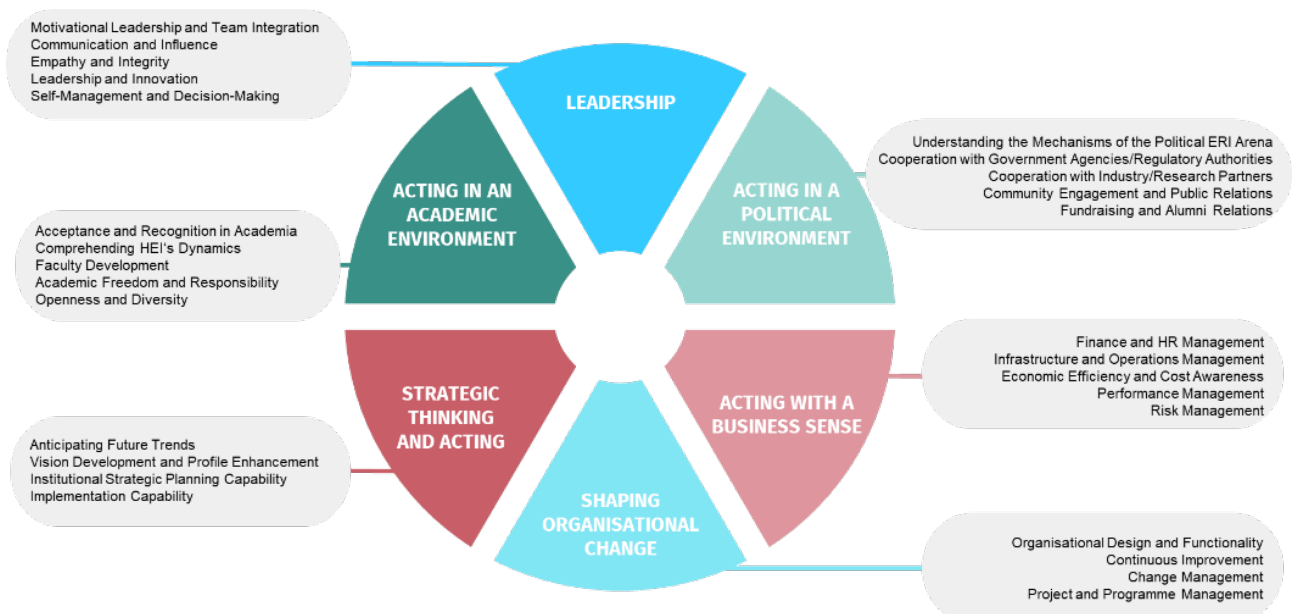 Motivational Leadership and Team Integration
Communication and Influence
Empathy and Integrity
Leadership and Innovation
Self-Management and Decision-Making
LEADERSHIP
ACTING IN AN
ACADEMIC
ENVIRONMENT
ACTING IN A
POLITICAL
ENVIRONMENT
Understanding the Mechanisms of the Political ERI Arena
Cooperation with Government Agencies/Regulatory Authorities
Cooperation with Industry/Research Partners
Community Engagement and Public Relations
Fundraising and Alumni Relations
Acceptance and Recognition in Academia
Comprehending HEI's Dynamics
Faculty Development
Academic Freedom and Responsibility
Openness and Diversity
STRATEGIC
THINKING
AND ACTING
ACTING WITH A
BUSINESS SENSE
Finance and HR Management
Infrastructure and Operations Management
Economic Efficiency and Cost Awareness
Performance Management
Risk Management
Anticipating Future Trends
Vision Development and Profile Enhancement
Institutional Strategic Planning Capability
Implementation Capability
SHAPING
ORGANISATIONAL
CHANGE
Organisational Design and Functionality
Continuous Improvement
Change Management
Project and Programme Management